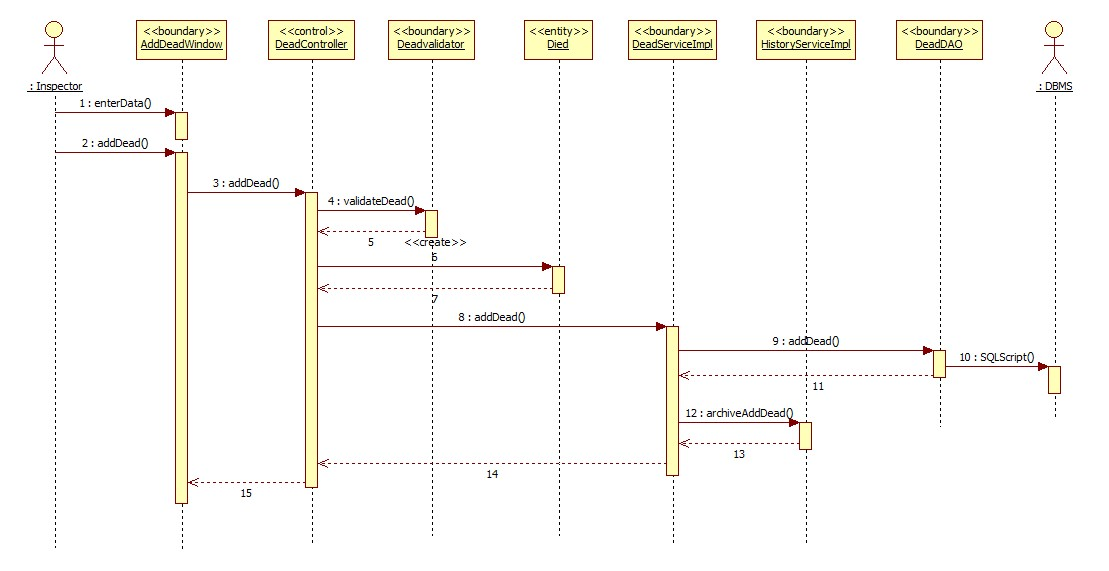 <<boundary>>
AddDeadWindow
<<control>>
DeadController
<<boundary>>
Deadvalidator
<<entity>>
Died
<<boundary>>
DeadServiceImpl
<<boundary>>
HistoryServiceImpl
<<boundary>>
DeadDAO
: Inspector
: DBMS
1 : enterData()
2 : addDead()
3 : addDead()
4 : validateDead()
5
<<create>>
6
7
8 : addDead()
9 : addDead()
10 : SQLScript()
11
12 : archiveAddDead()
13
14
15